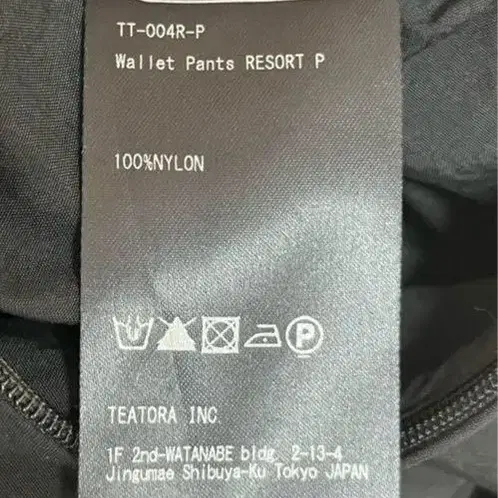 TT-004R-P
Wallet Pants RESORT P
100%NYLON
P
TEATORA INC
1F 2nd-WATANABE bldg. 2-13-4
Jingumae Shibuya-Ku Tokyo JAPAN